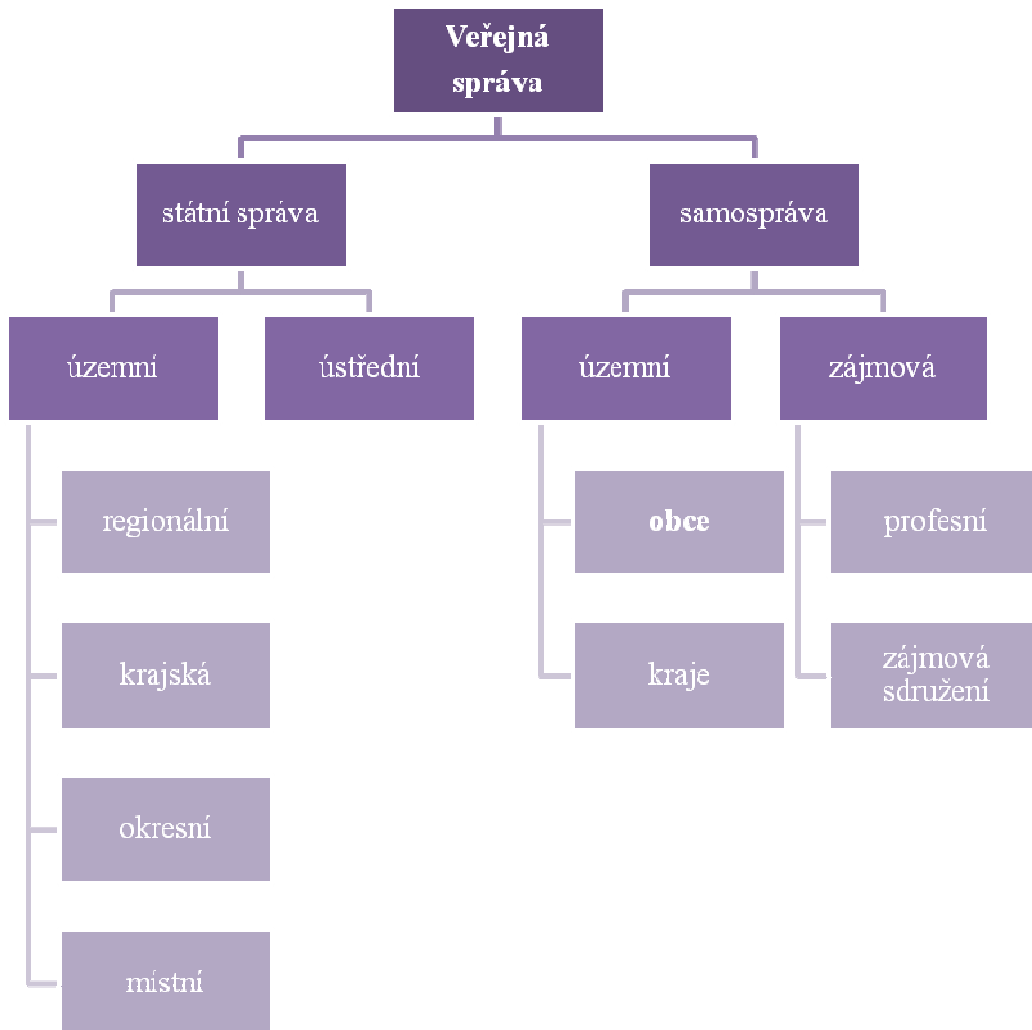 Veřejná
správa
státní správa
samospráva
územní
ústřední
územní
zájmová
regionální
obce
profesní
krajská
kraje
zájmová
sdružení
okresní
místní